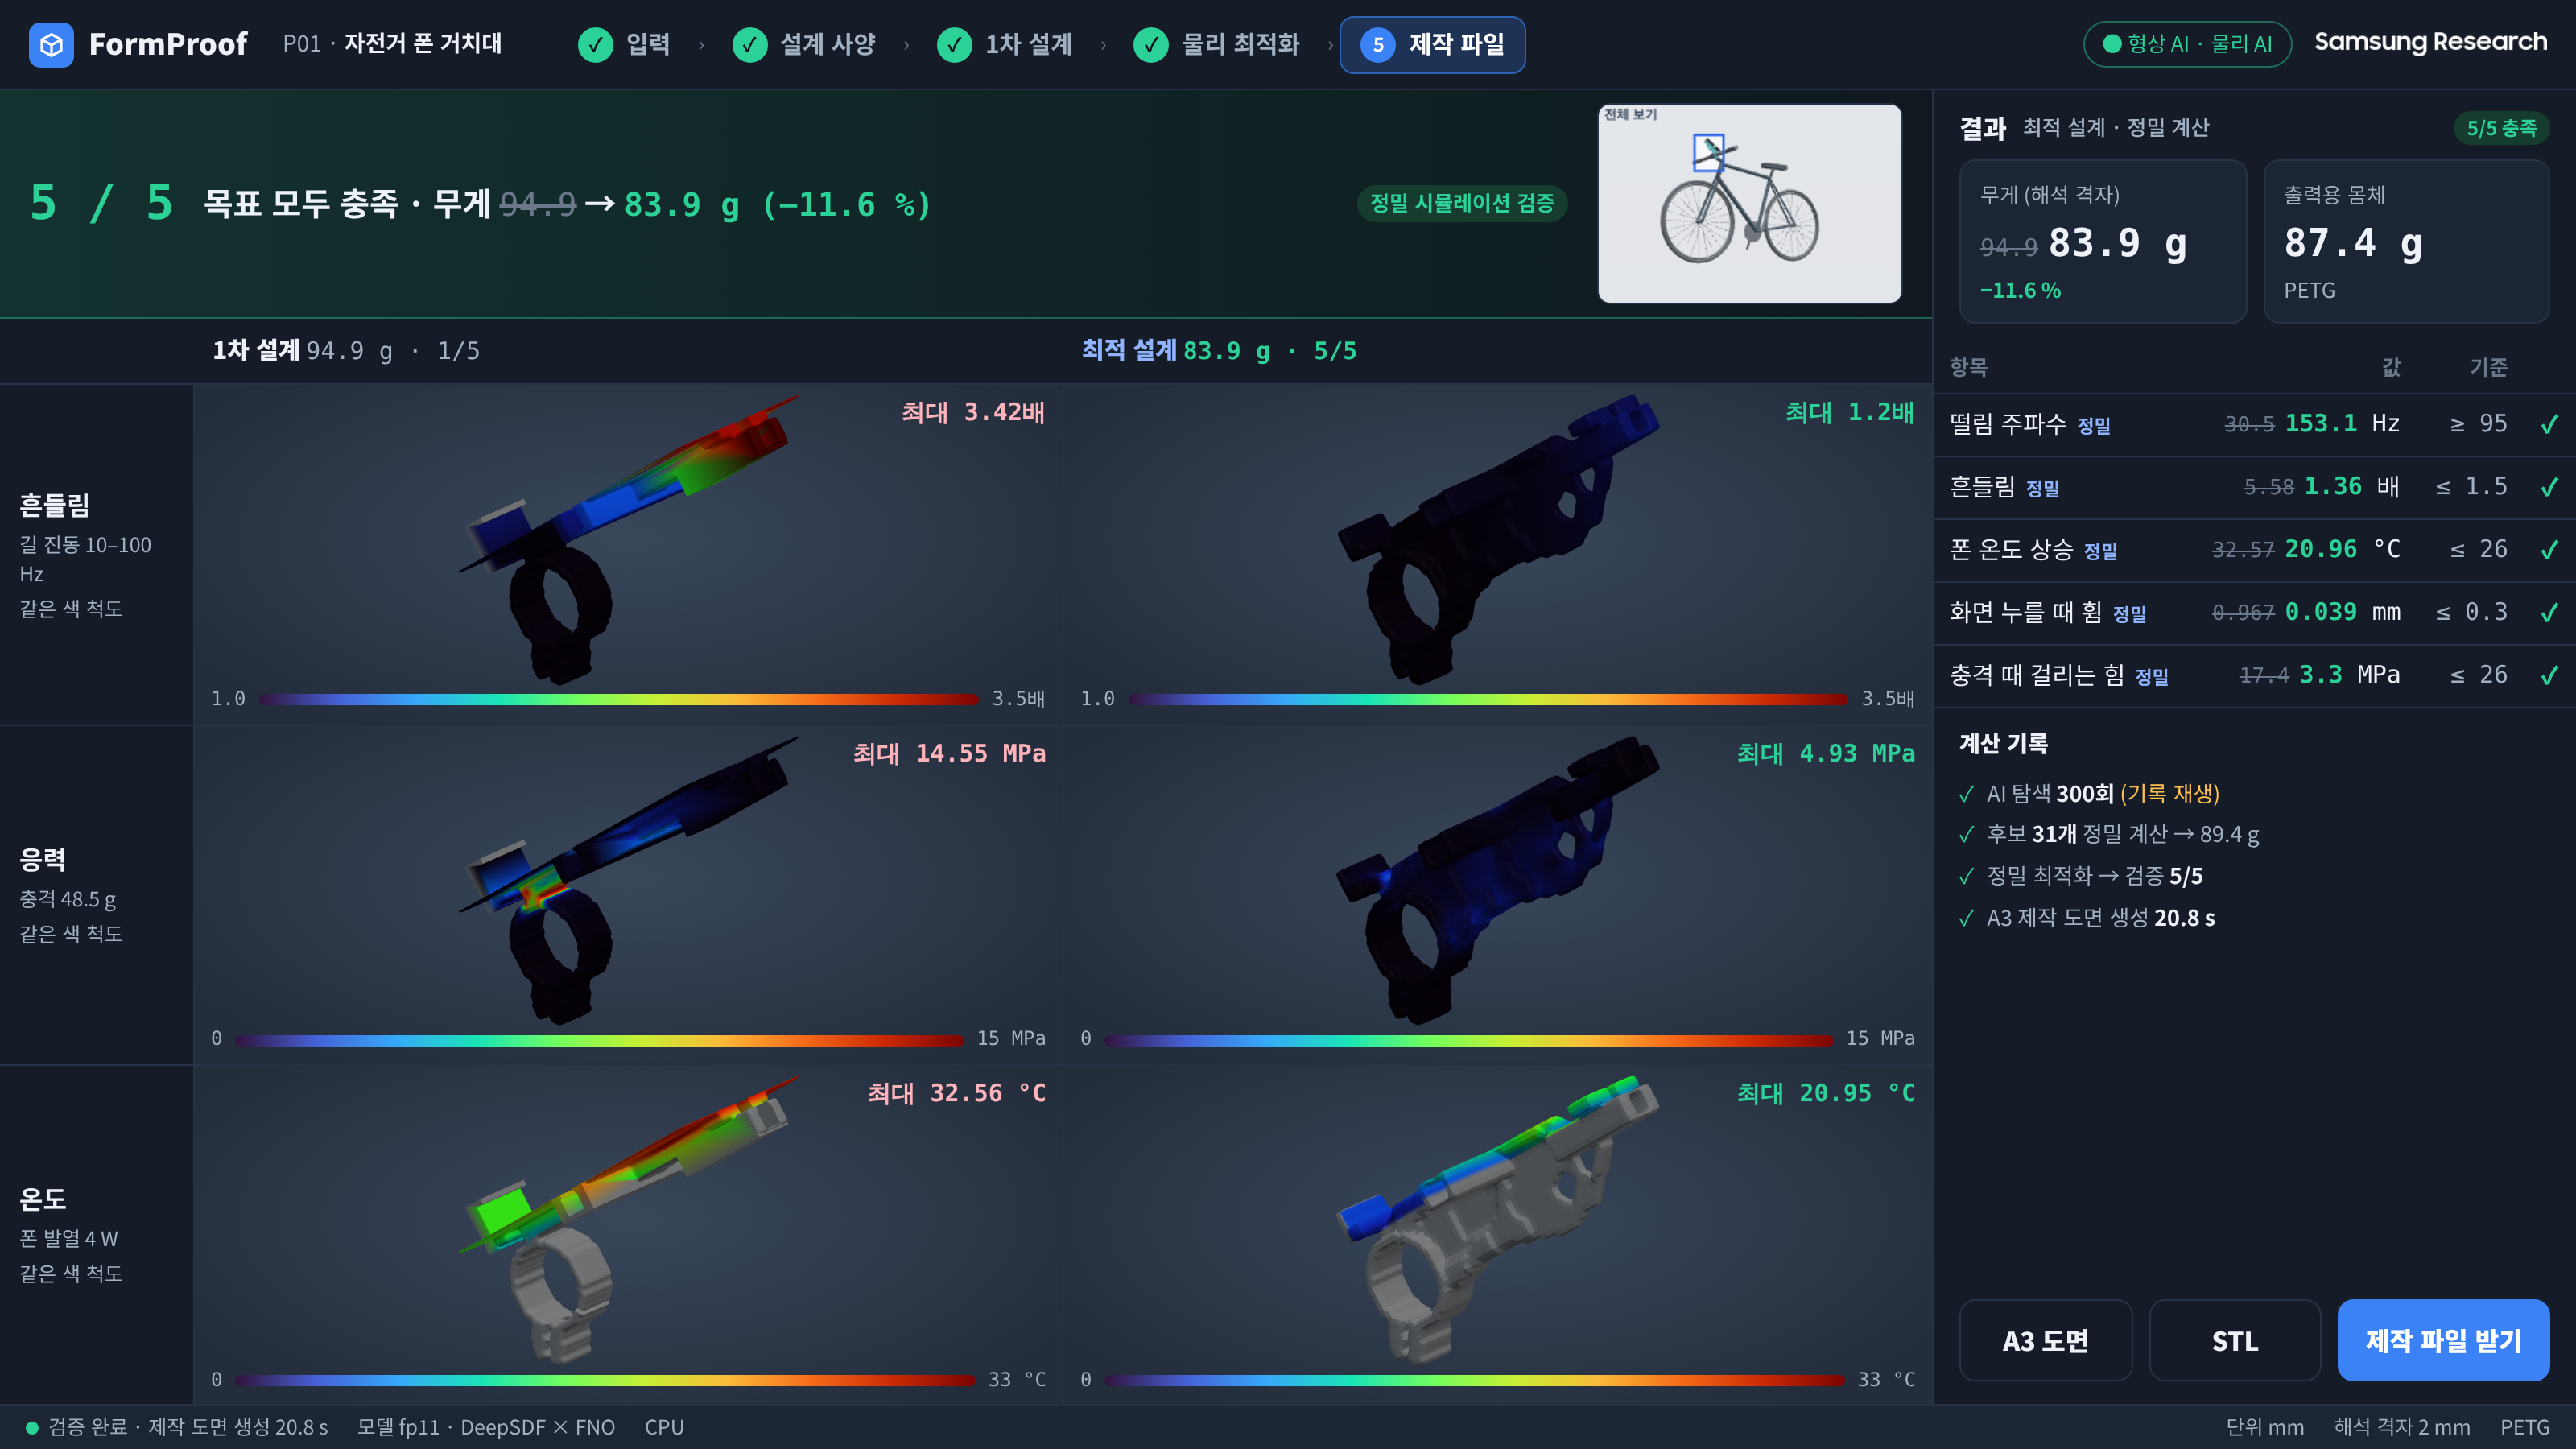 FormProof P01 · 자전거 폰 거치대 ✓ 입력 › ✓ 설계 사양 › ✓ 1차 설계 › ✓ 물리 최적화 › 5 제작 파일 형상 AI · 물리 AI Samsung Research
5 / 5 목표 모두 충족 · 무게 94.9 → 83.9 g (−11.6 %)
정밀 시뮬레이션 검증
전체 보기
1차 설계 94.9 g · 1/5
최적 설계 83.9 g · 5/5
흔들림
길 진동 10–100
Hz
같은 색 척도
최대 3.42배
1.0 3.5배
최대 1.2배
1.0 3.5배
응력
충격 48.5 g
같은 색 척도
최대 14.55 MPa
0 15 MPa
최대 4.93 MPa
0 15 MPa
온도
폰 발열 4 W
같은 색 척도
최대 32.56 °C
0 33 °C
최대 20.95 °C
0 33 °C
결과 최적 설계 · 정밀 계산 5/5 충족
무게 (해석 격자)
94.9 83.9 g
−11.6 %
출력용 몸체
87.4 g
PETG
항목 값 기준
떨림 주파수 정밀 30.5 153.1 Hz ≥ 95 ✓
흔들림 정밀 5.58 1.36 배 ≤ 1.5 ✓
폰 온도 상승 정밀 32.57 20.96 °C ≤ 26 ✓
화면 누를 때 휨 정밀 0.967 0.039 mm ≤ 0.3 ✓
충격 때 걸리는 힘 정밀 17.4 3.3 MPa ≤ 26 ✓
계산 기록
✓ AI 탐색 300회 (기록 재생)
✓ 후보 31개 정밀 계산 → 89.4 g
✓ 정밀 최적화 → 검증 5/5
✓ A3 제작 도면 생성 20.8 s
A3 도면 STL 제작 파일 받기
검증 완료 · 제작 도면 생성 20.8 s 모델 fp11 · DeepSDF × FNO CPU 단위 mm 해석 격자 2 mm PETG